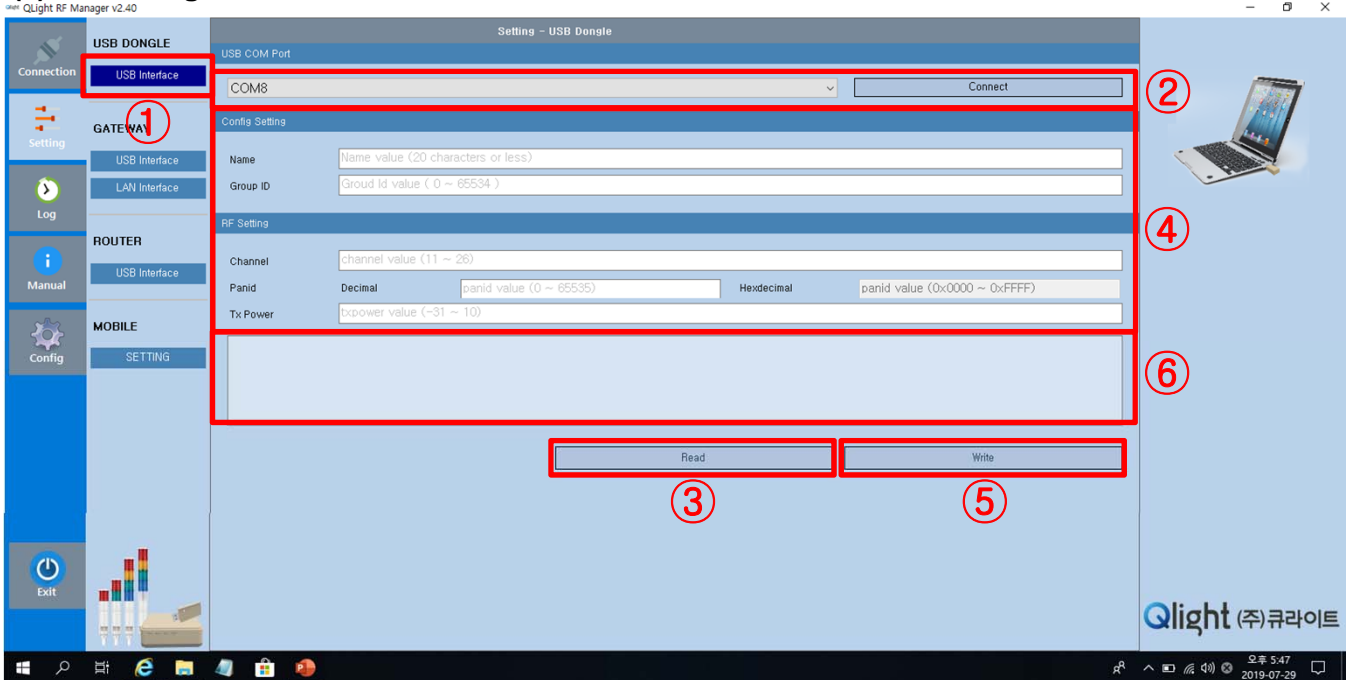 QLight RF Manager v2.40
Setting - USB Dongle
Connection
Setting
Log
Manual
Config
Exit
USB DONGLE
USB Interface
①
GATEWAY
USB Interface
LAN Interface
ROUTER
USB Interface
MOBILE
SETTING
USB COM Port
COM8
Connect
②
Config Setting
Name
Name value (20 characters or less)
Group ID
Groud Id value ( 0 ~ 65534 )
RF Setting
④
Channel
channel value (11 ~ 26)
Panid
Decimal
panid value (0 ~ 65535)
Hexdecimal
panid value (0x0000 ~ 0xFFFF)
Tx Power
txpower value (-31 ~ 10)
⑥
Read
Write
③
⑤
Qlight (주)큐라이트
오후 5:47
2019-07-29